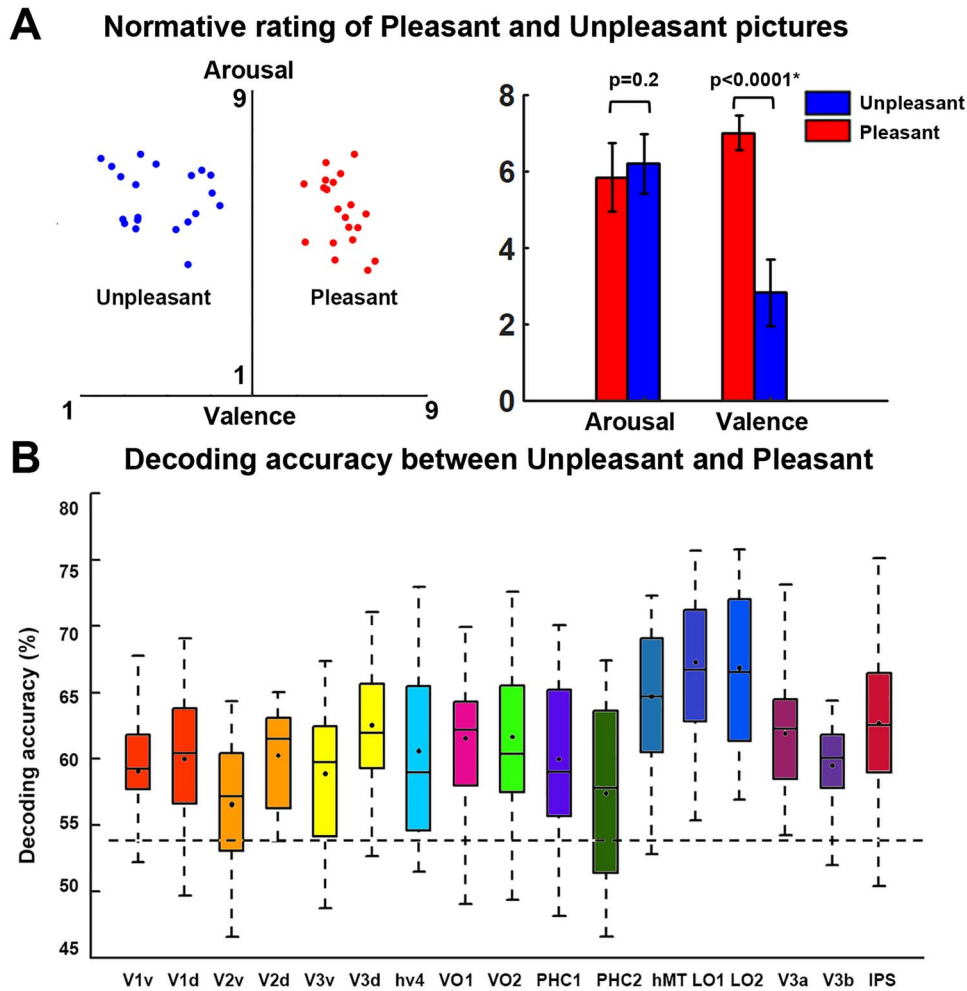 A Normative rating of Pleasant and Unpleasant pictures
Arousal
9
1
1
Valence
9
Unpleasant
Pleasant
p=0.2
p<0.0001*
Unpleasant
Pleasant
8
6
4
2
0
Arousal
Valence
B Decoding accuracy between Unpleasant and Pleasant
Decoding accuracy (%)
80
75
70
65
60
55
50
45
V1v V1d V2v V2d V3v V3d hv4 VO1 VO2 PHC1 PHC2 hMT LO1 LO2 V3a V3b IPS